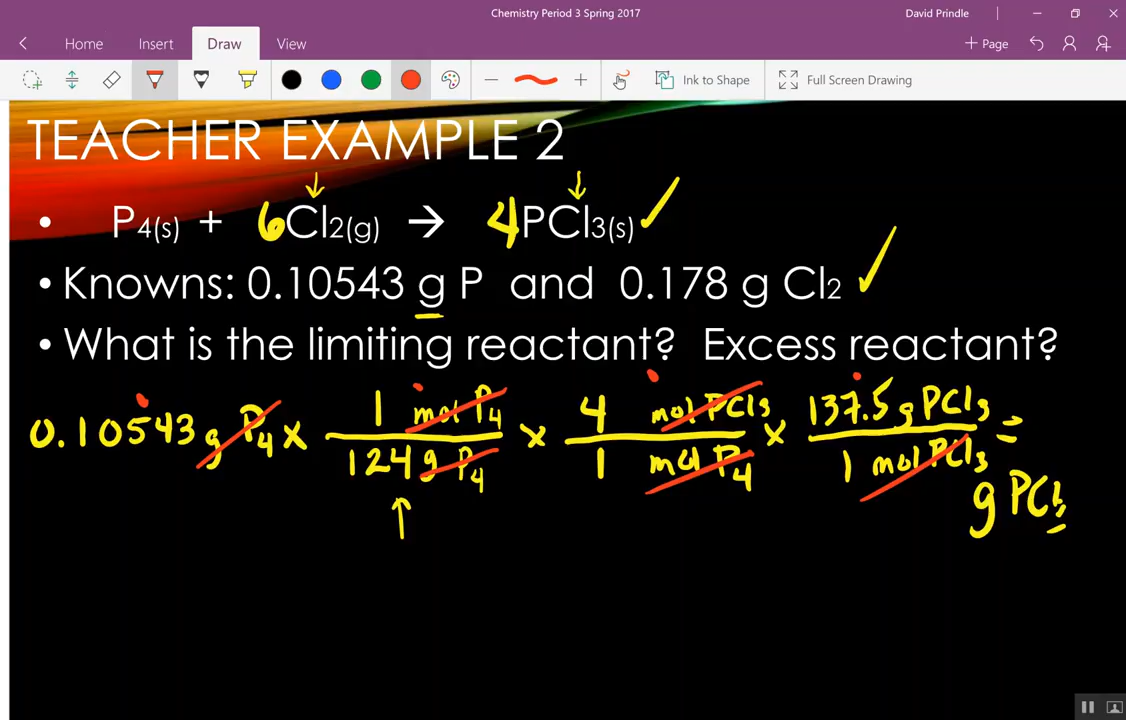 Chemistry Period 3 Spring 2017
David Prindle
Home Insert Draw View
+ Page
Ink to Shape
Full Screen Drawing
TEACHER EXAMPLE 2
• P4(s) + 6Cl2(g) → 4PCl3(s) ✓
• Knowns: 0.10543 g P and 0.178 g Cl2 ✓
• What is the limiting reactant? Excess reactant?
0.10543 g P4 x 1 mol P4 / 124 g P4 x 4 mol PCl3 / 1 mol P4 x 137.5 g PCl3 / 1 mol PCl3 =
g PCl3